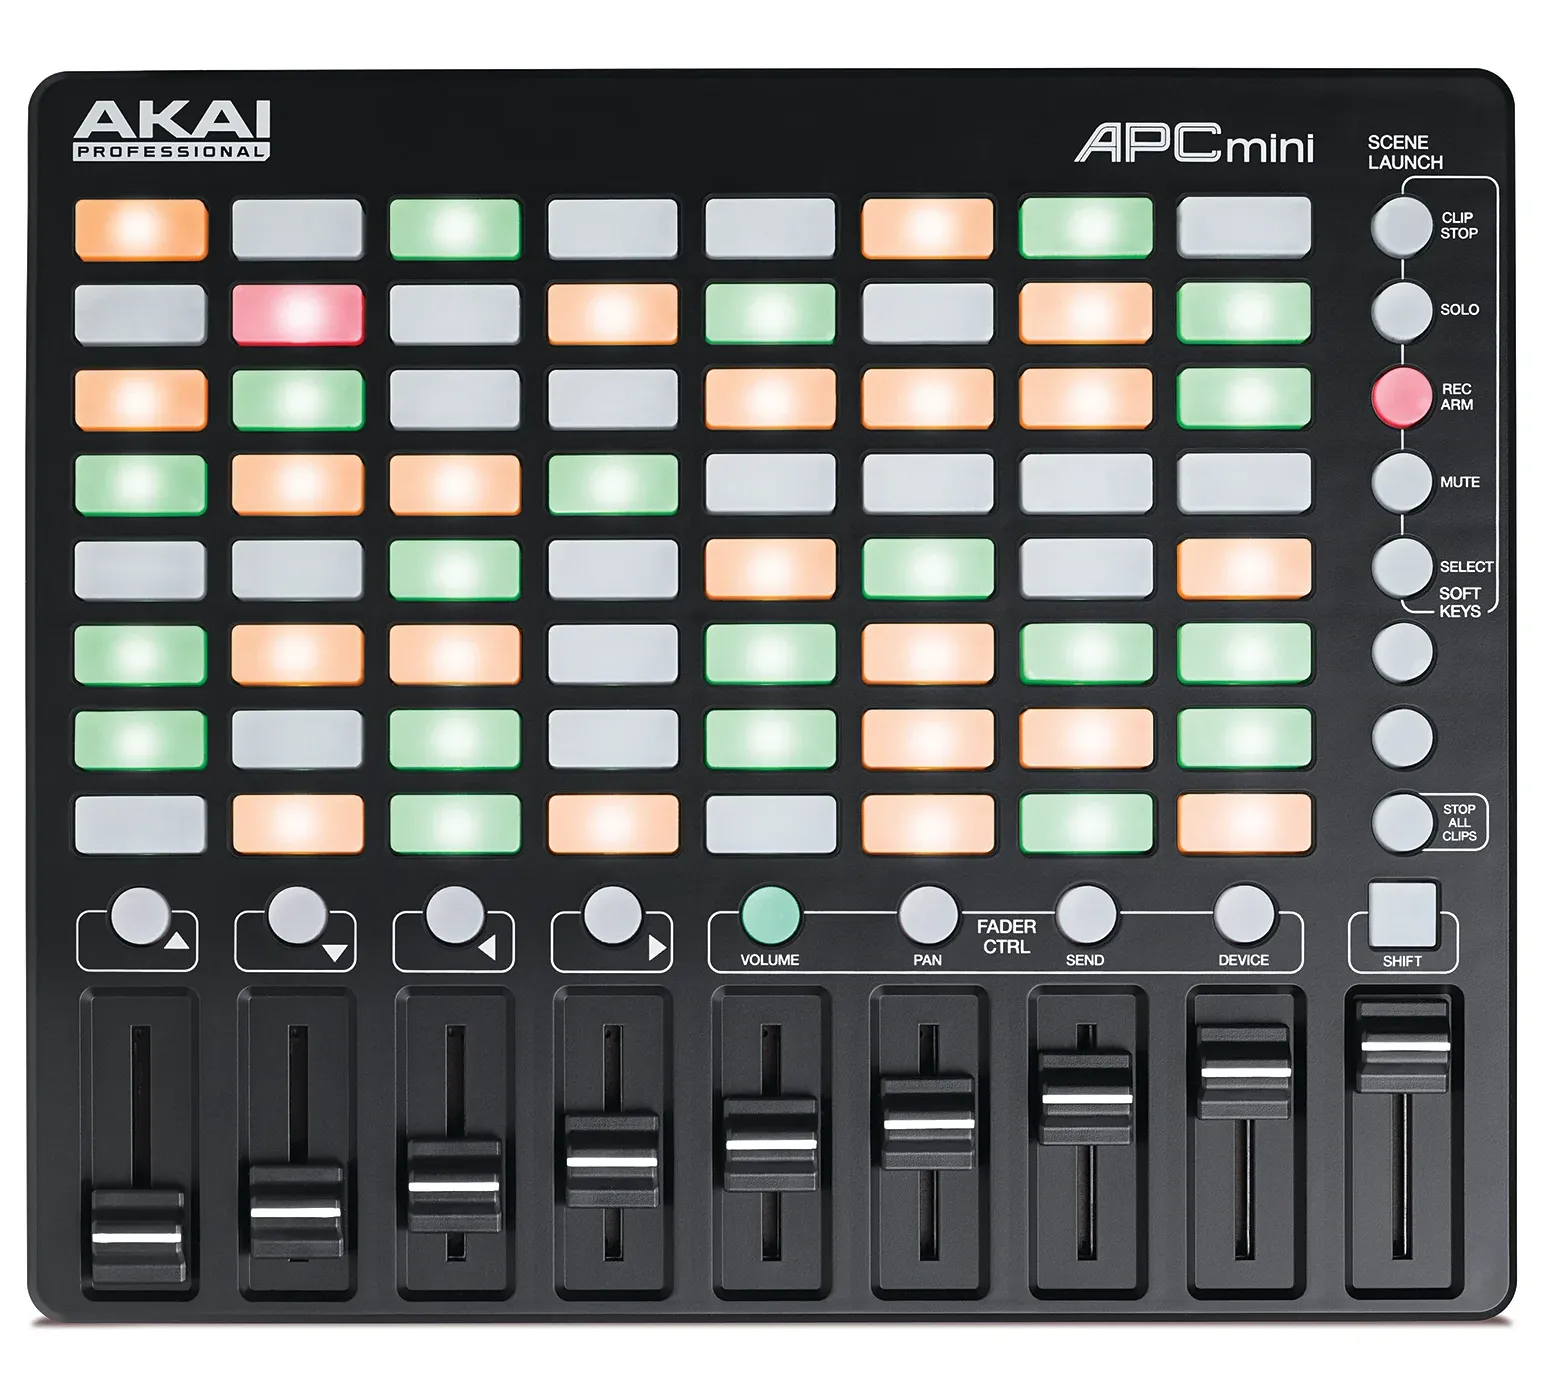 AKAI
PROFESSIONAL
APCmini
SCENE
LAUNCH
CLIP
STOP
SOLO
REC
ARM
MUTE
SELECT
SOFT
KEYS
STOP
ALL
CLIPS
VOLUME
PAN
FADER
CTRL
SEND
DEVICE
SHIFT